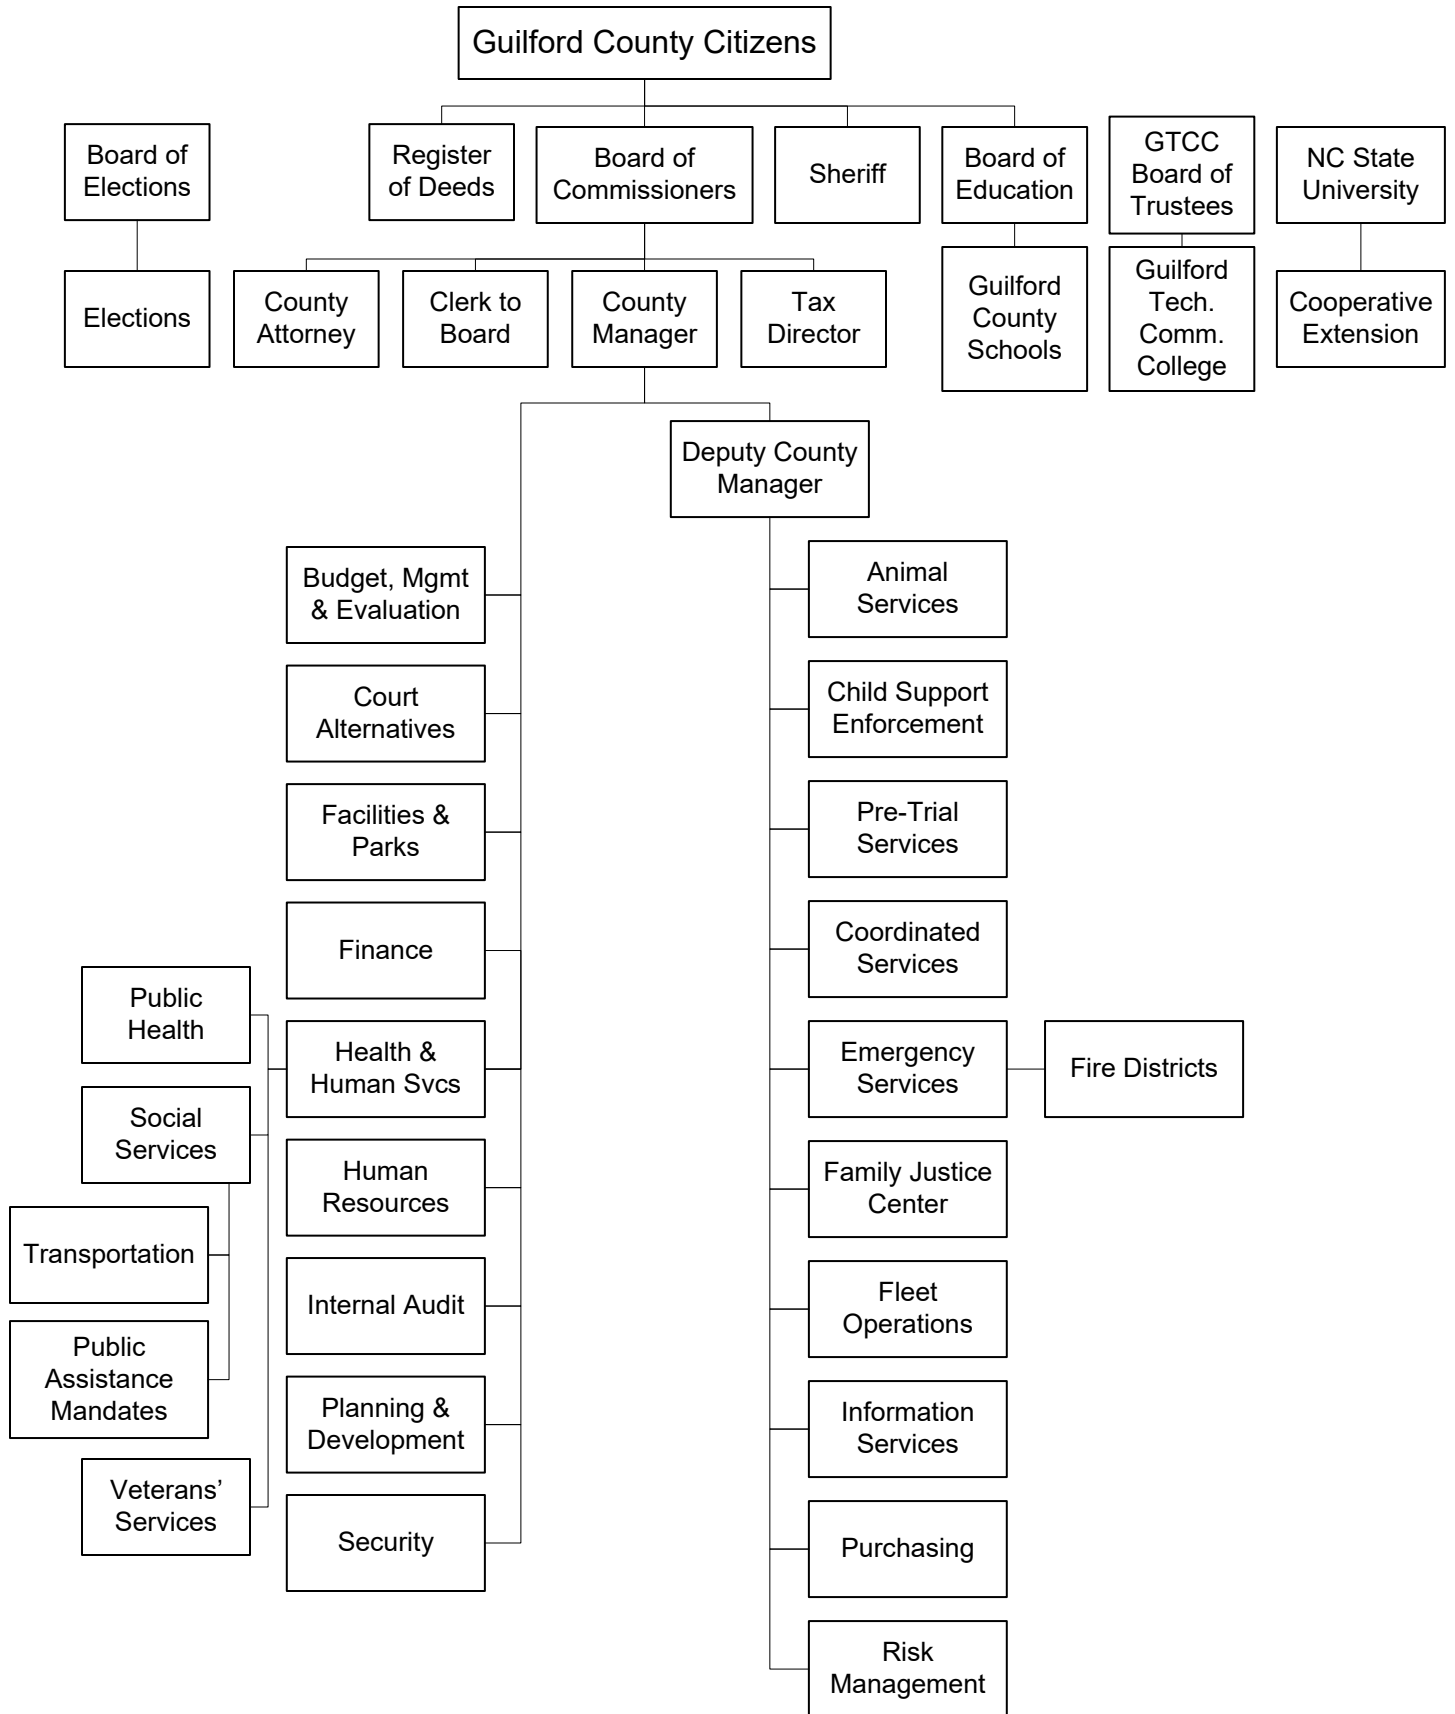 Guilford County Citizens
Board of
Elections
Register
of Deeds
Board of
Commissioners
Sheriff
Board of
Education
GTCC
Board of
Trustees
NC State
University
Elections
County
Attorney
Clerk to
Board
County
Manager
Tax
Director
Guilford
County
Schools
Guilford
Tech.
Comm.
College
Cooperative
Extension
Deputy County
Manager
Budget, Mgmt
& Evaluation
Court
Alternatives
Facilities &
Parks
Finance
Health &
Human Svcs
Public
Health
Social
Services
Transportation
Public
Assistance
Mandates
Veterans’
Services
Human
Resources
Internal Audit
Planning &
Development
Security
Animal
Services
Child Support
Enforcement
Pre-Trial
Services
Coordinated
Services
Emergency
Services
Fire Districts
Family Justice
Center
Fleet
Operations
Information
Services
Purchasing
Risk
Management